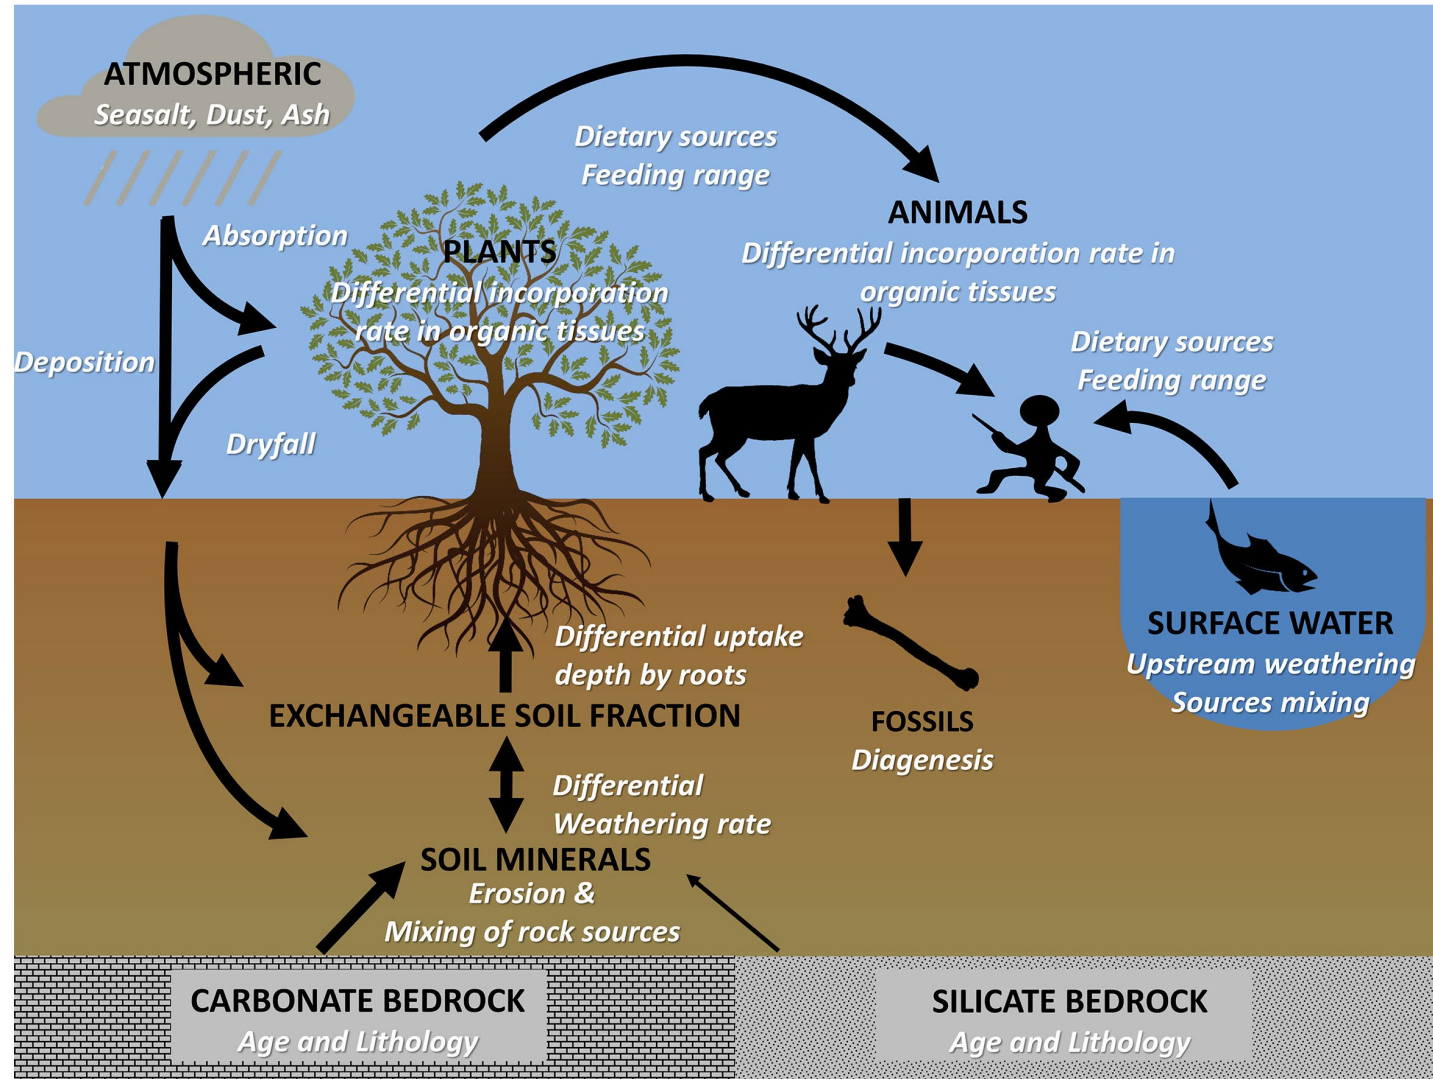 ATMOSPHERIC
Seasalt, Dust, Ash
Dietary sources
Feeding range
Absorption
PLANTS
Differential incorporation
rate in organic tissues
ANIMALS
Differential incorporation rate in
organic tissues
Deposition
Dietary sources
Feeding range
Dryfall
Differential uptake
depth by roots
EXCHANGEABLE SOIL FRACTION
FOSSILS
Diagenesis
SURFACE WATER
Upstream weathering
Sources mixing
Differential
Weathering rate
SOIL MINERALS
Erosion &
Mixing of rock sources
CARBONATE BEDROCK
Age and Lithology
SILICATE BEDROCK
Age and Lithology